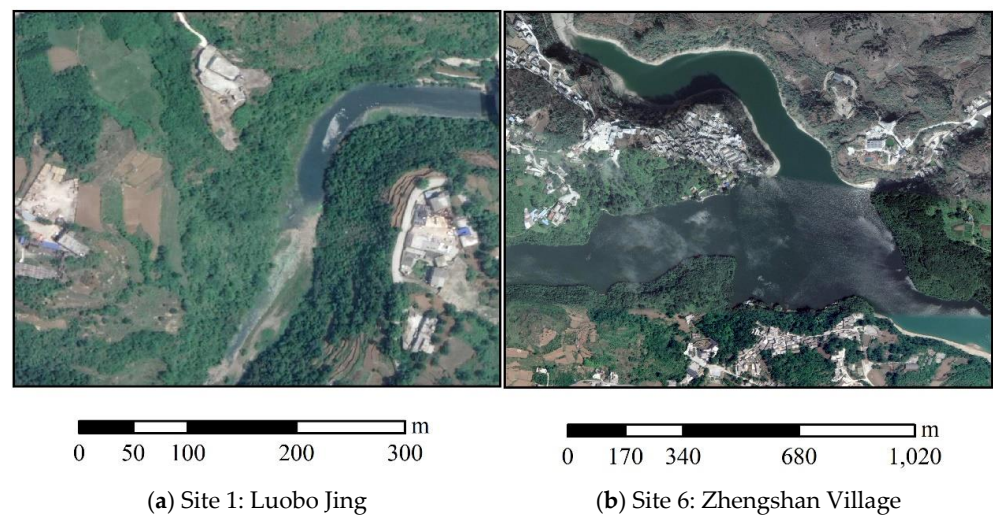 m
0 50 100 200 300
m
0 170 340 680 1,020
(a) Site 1: Luobo Jing
(b) Site 6: Zhengshan Village